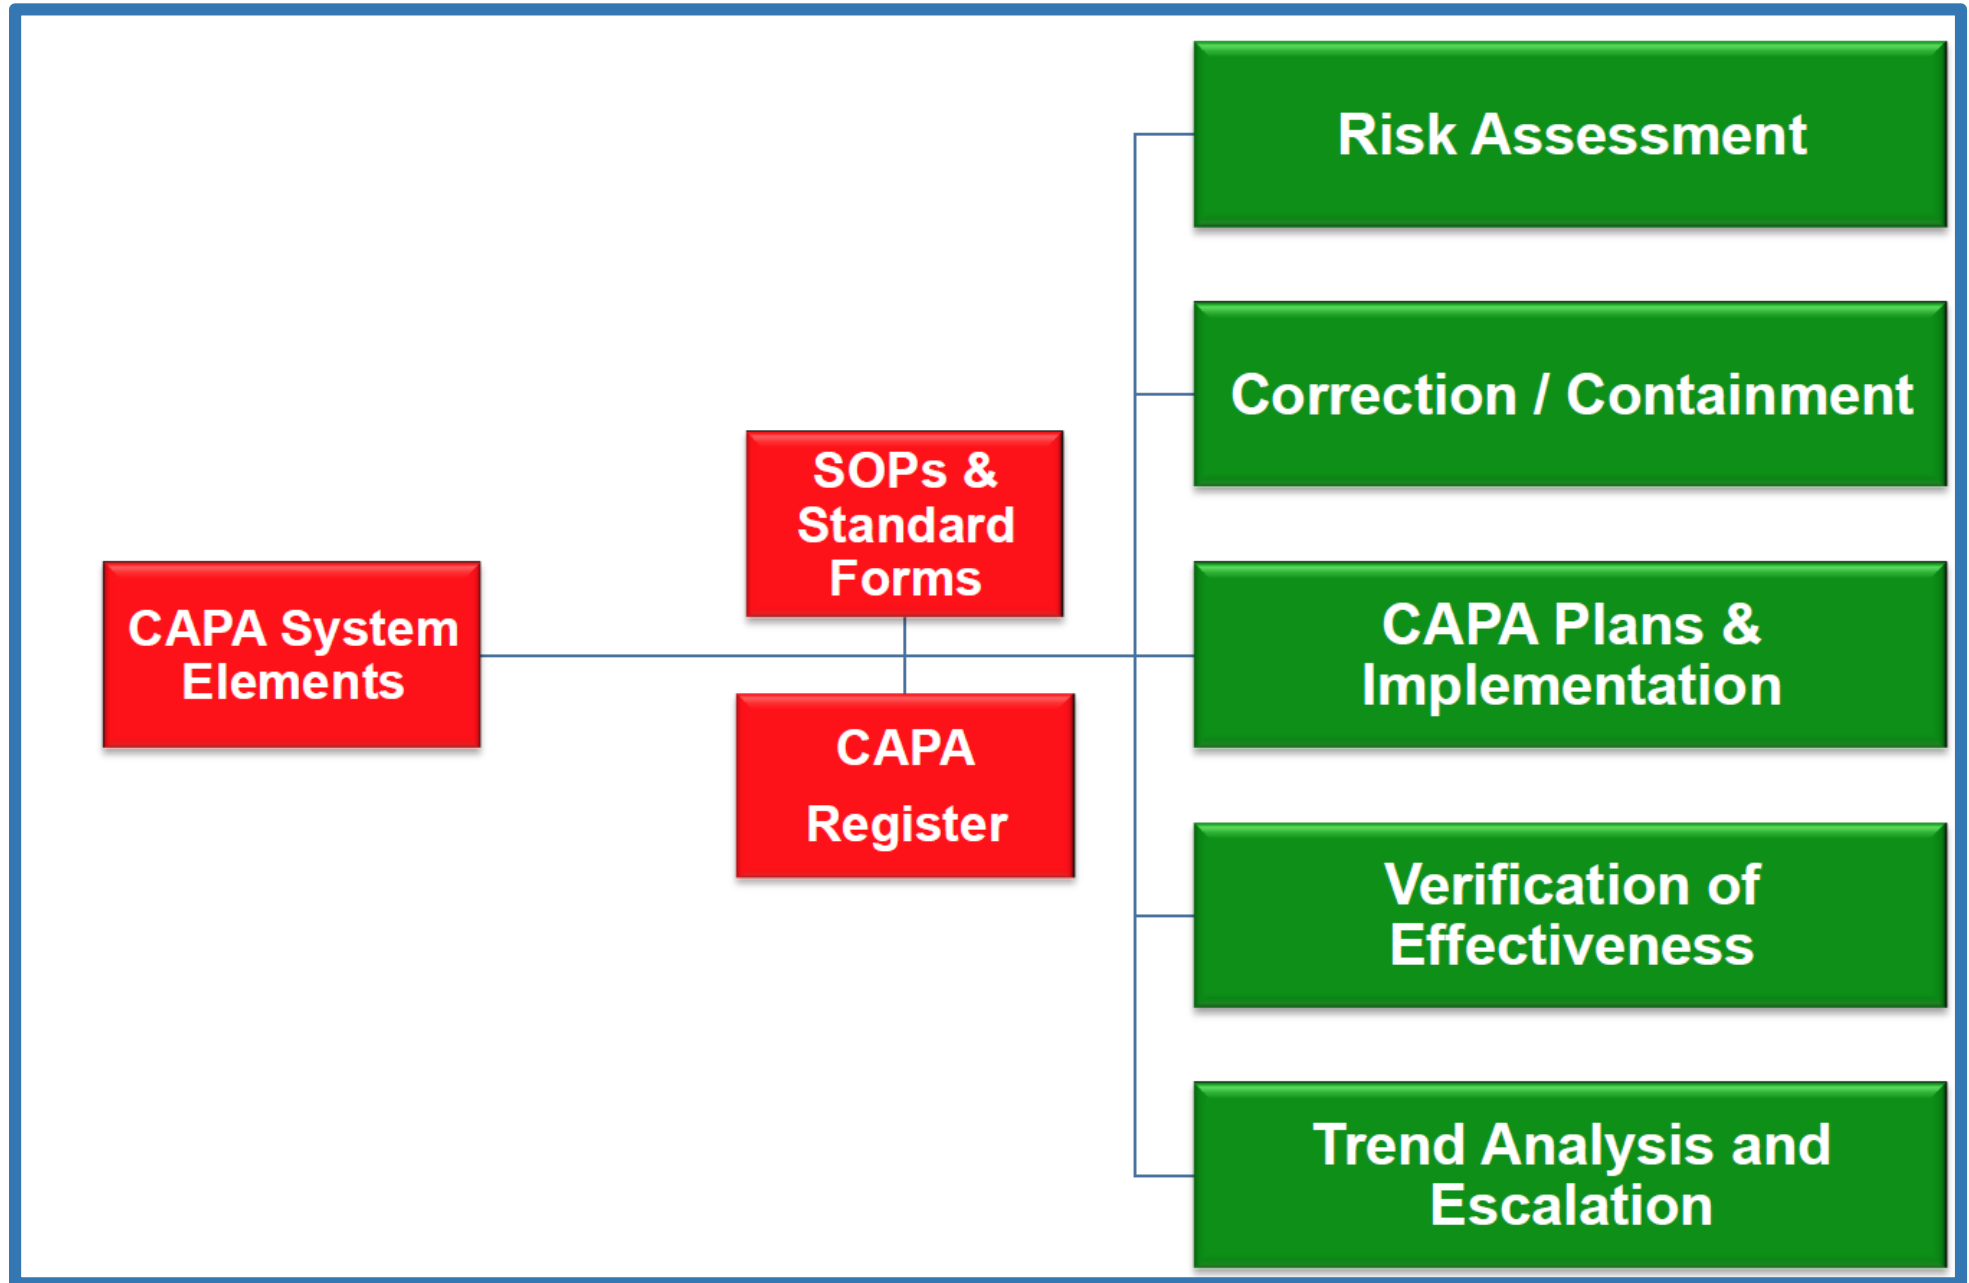 CAPA System
Elements
SOPs &
Standard
Forms
CAPA
Register
Risk Assessment
Correction / Containment
CAPA Plans &
Implementation
Verification of
Effectiveness
Trend Analysis and
Escalation